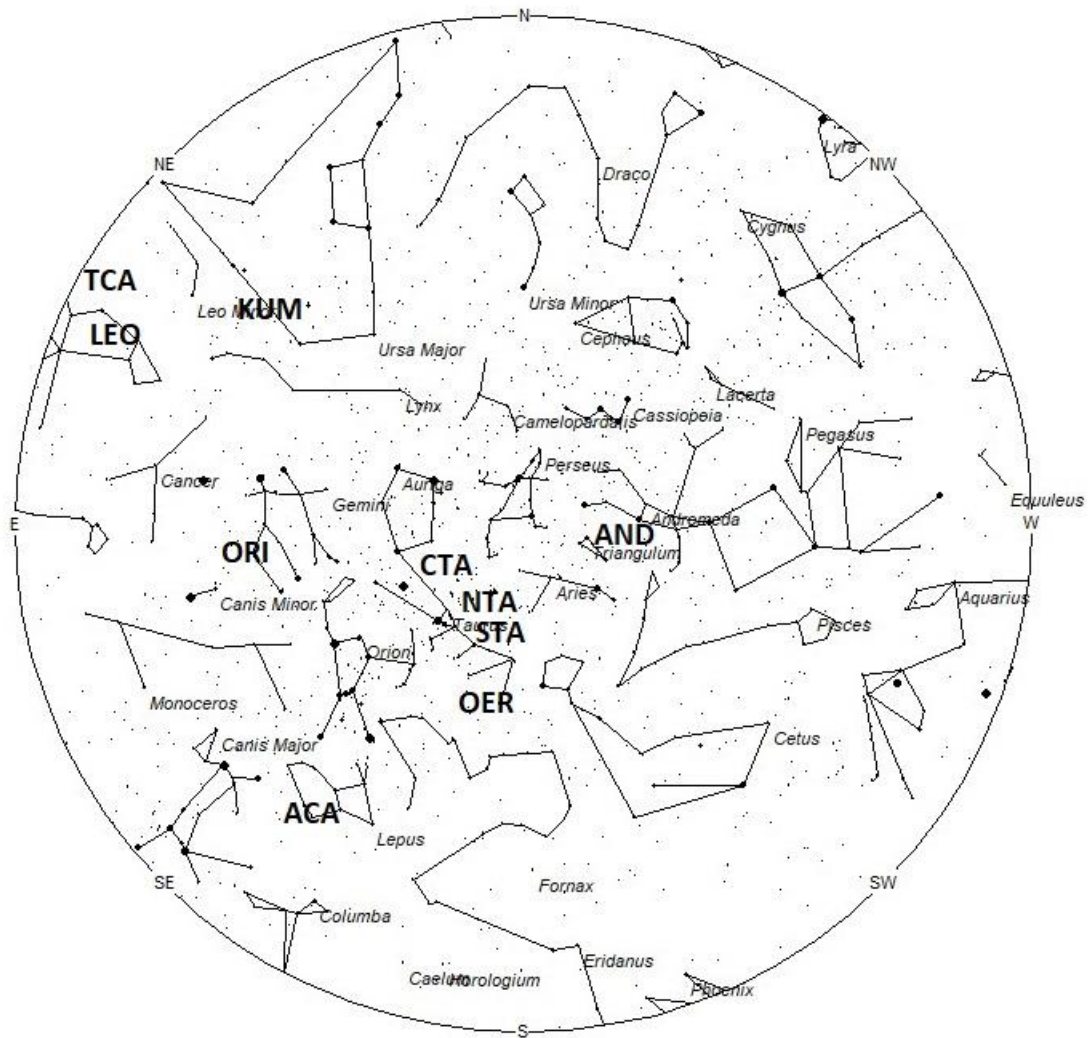 N
NE
NW
Lyra
Draco
Cygnus
TCA
Leo Minor
KUM
Ursa Minor
LEO
Cepheus
Ursa Major
Lacerta
Lynx
Camelopardalis
Cassiopeia
Pegasus
Perseus
Cancer
Auriga
Gemini
Equuleus
E
W
Andromeda
AND
ORI
Triangulum
CTA
Aries
Canis Minor
NTA
Aquarius
Taurus
STA
Pisces
Orion
OER
Monoceros
Cetus
Canis Major
ACA
Lepus
SE
SW
Fornax
Columba
Eridanus
Caelum
Horologium
Phoenix
S